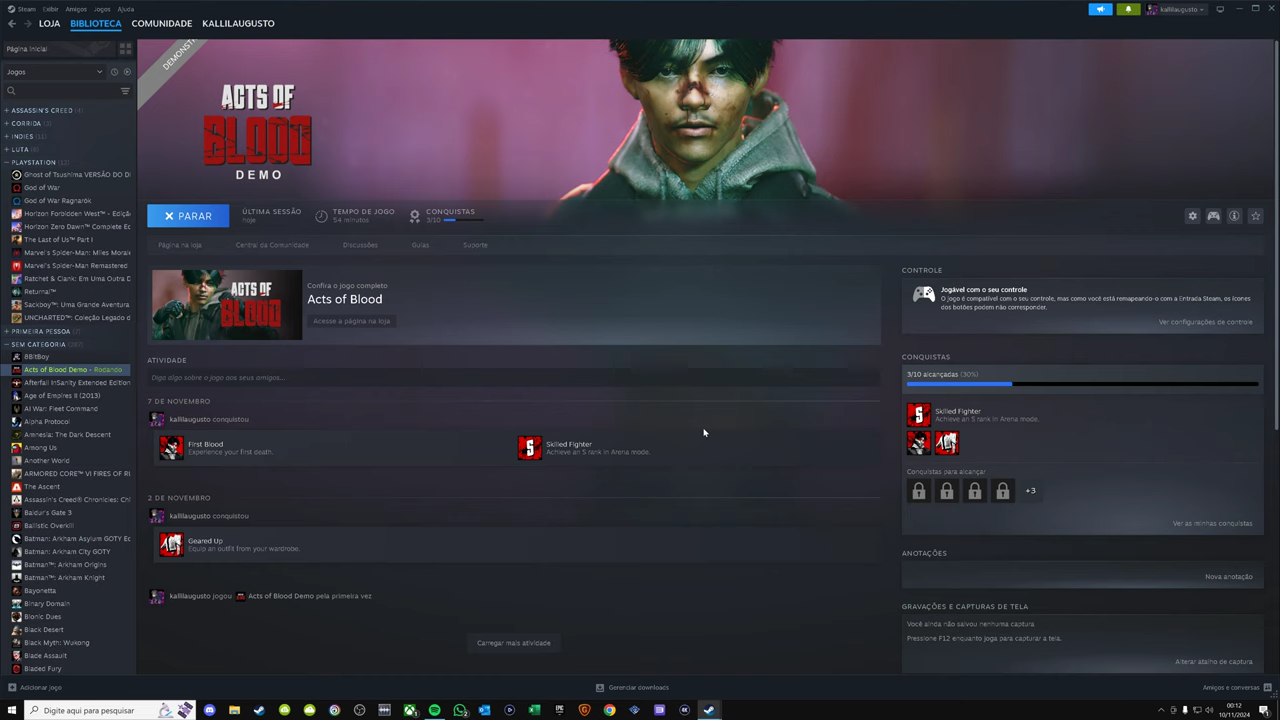 Steam Exibir Amigos Jogos Ajuda
kallilaugusto
LOJA BIBLIOTECA COMUNIDADE KALLILAUGUSTO
Página inicial
Jogos
ASSASSIN'S CREED
CORRIDA
INDIES
LUTA
PLAYSTATION
Ghost of Tsushima VERSÃO DO DI
God of War
God of War Ragnarök
Horizon Forbidden West™ - Ediçã
Horizon Zero Dawn™ Complete Ed
The Last of Us™ Part I
Marvel's Spider-Man: Miles Morale
Marvel's Spider-Man Remastered
Ratchet & Clank: Em Uma Outra D
Returnal™
Sackboy™: Uma Grande Aventura
UNCHARTED™: Coleção Legado d
PRIMEIRA PESSOA
SEM CATEGORIA
8BitBoy
Acts of Blood Demo - Rodando
Afterfall InSanity Extended Edition
Age of Empires II (2013)
AI War: Fleet Command
Alpha Protocol
Amnesia: The Dark Descent
Among Us
Another World
ARMORED CORE™ VI FIRES OF RU
The Ascent
Assassin's Creed® Chronicles: Chi
Baldur's Gate 3
Ballistic Overkill
Batman: Arkham Asylum GOTY Ed
Batman: Arkham City GOTY
Batman™: Arkham Origins
Batman™: Arkham Knight
Bayonetta
Binary Domain
Bionic Dues
Black Desert
Black Myth: Wukong
Blade Assault
Bladed Fury
ACTS OF
BLOOD
DEMO
PARAR
ÚLTIMA SESSÃO
hoje
TEMPO DE JOGO
54 minutos
CONQUISTAS
3/10
Página na loja Central da Comunidade Discussões Guias Suporte
ACTS OF
BLOOD
Confira o jogo completo
Acts of Blood
Acesse a página na loja
ATIVIDADE
Diga algo sobre o jogo aos seus amigos...
7 DE NOVEMBRO
kallilaugusto conquistou
First Blood
Experience your first death.
Skilled Fighter
Achieve an S rank in Arena mode.
2 DE NOVEMBRO
kallilaugusto conquistou
Geared Up
Equip an outfit from your wardrobe.
kallilaugusto jogou Acts of Blood Demo pela primeira vez
Carregar mais atividade
CONTROLE
Jogável com o seu controle
O jogo é compatível com o seu controle, mas como você está remapeando-o com a Entrada Steam, os ícones
dos botões podem não corresponder.
Ver configurações de controle
CONQUISTAS
3/10 alcançadas (30%)
Skilled Fighter
Achieve an S rank in Arena mode.
Conquistas para alcançar
+3
Ver as minhas conquistas
ANOTAÇÕES
Nova anotação
GRAVAÇÕES E CAPTURAS DE TELA
Você ainda não salvou nenhuma captura
Pressione F12 enquanto joga para capturar a tela.
Alterar atalho de captura
Adicionar jogo
Gerenciar downloads
Amigos e conversas
Digite aqui para pesquisar
00:12
10/11/2024